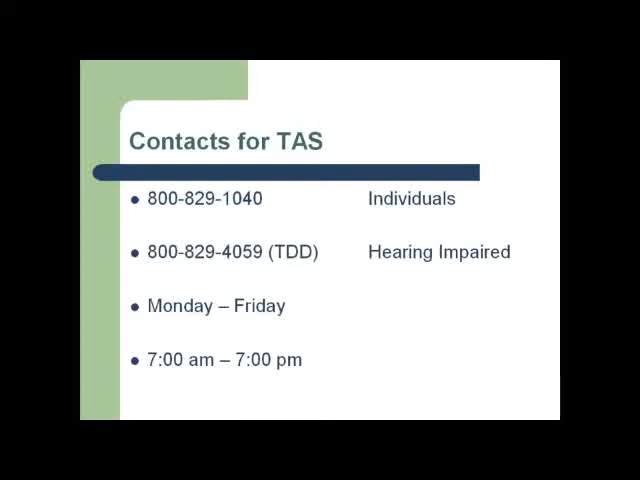 Contacts for TAS
800-829-1040 Individuals
800-829-4059 (TDD) Hearing Impaired
Monday – Friday
7:00 am – 7:00 pm